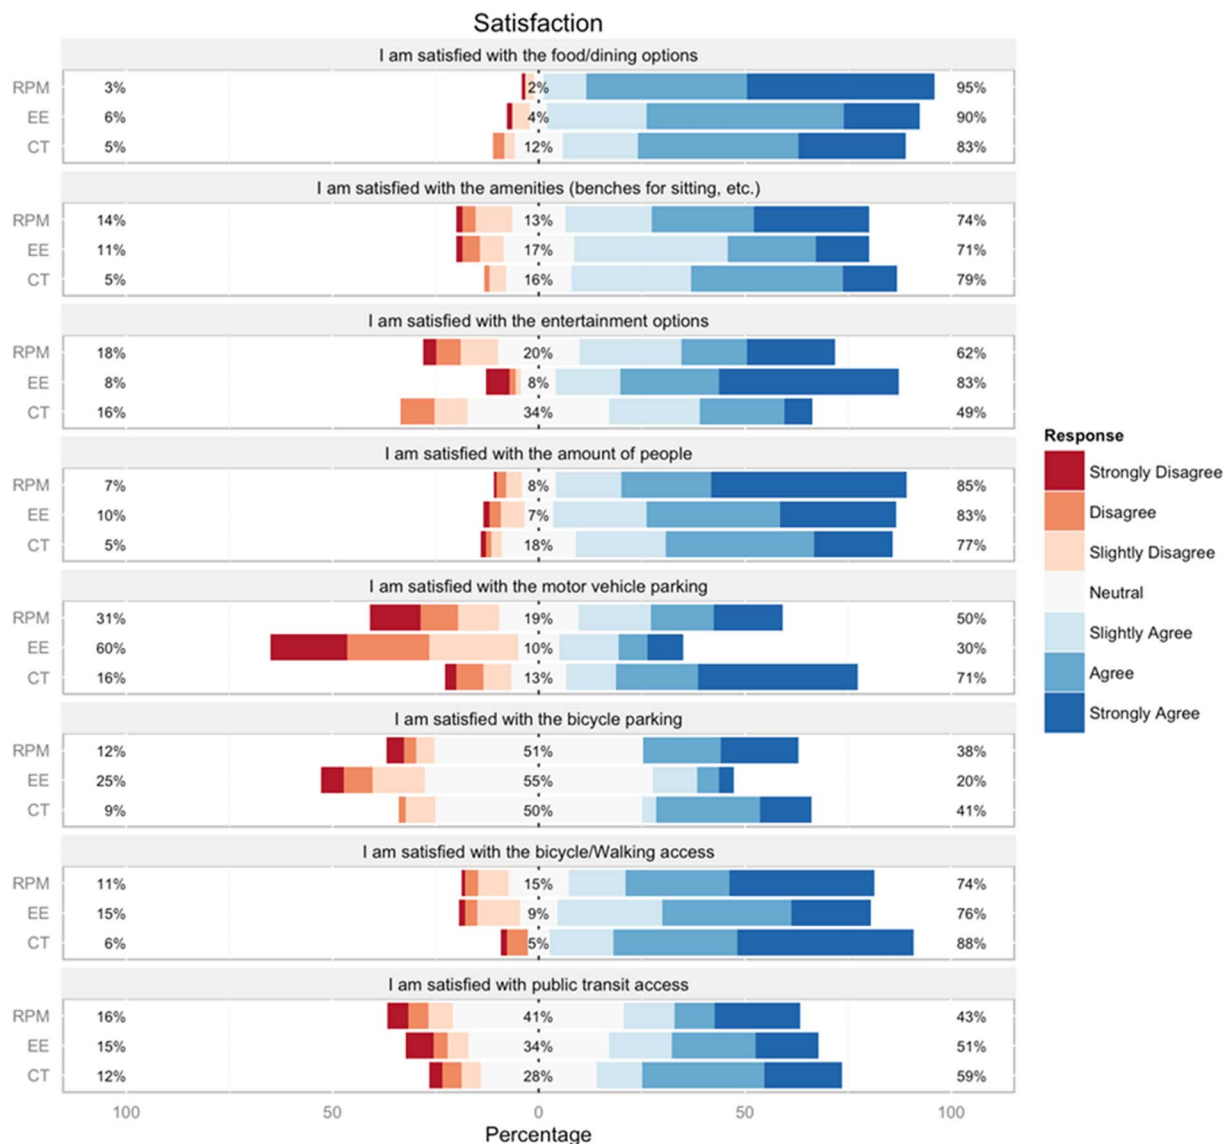 Satisfaction
I am satisfied with the food/dining options
RPM 3% 2% 95%
EE 6% 4% 90%
CT 5% 12% 83%
I am satisfied with the amenities (benches for sitting, etc.)
RPM 14% 13% 74%
EE 11% 17% 71%
CT 5% 16% 79%
I am satisfied with the entertainment options
RPM 18% 20% 62%
EE 8% 8% 83%
CT 16% 34% 49%
I am satisfied with the amount of people
RPM 7% 8% 85%
EE 10% 7% 83%
CT 5% 18% 77%
I am satisfied with the motor vehicle parking
RPM 31% 19% 50%
EE 60% 10% 30%
CT 16% 13% 71%
I am satisfied with the bicycle parking
RPM 12% 51% 38%
EE 25% 55% 20%
CT 9% 50% 41%
I am satisfied with the bicycle/Walking access
RPM 11% 15% 74%
EE 15% 9% 76%
CT 6% 5% 88%
I am satisfied with public transit access
RPM 16% 41% 43%
EE 15% 34% 51%
CT 12% 28% 59%
100 50 0 50 100
Percentage
Response
Strongly Disagree
Disagree
Slightly Disagree
Neutral
Slightly Agree
Agree
Strongly Agree